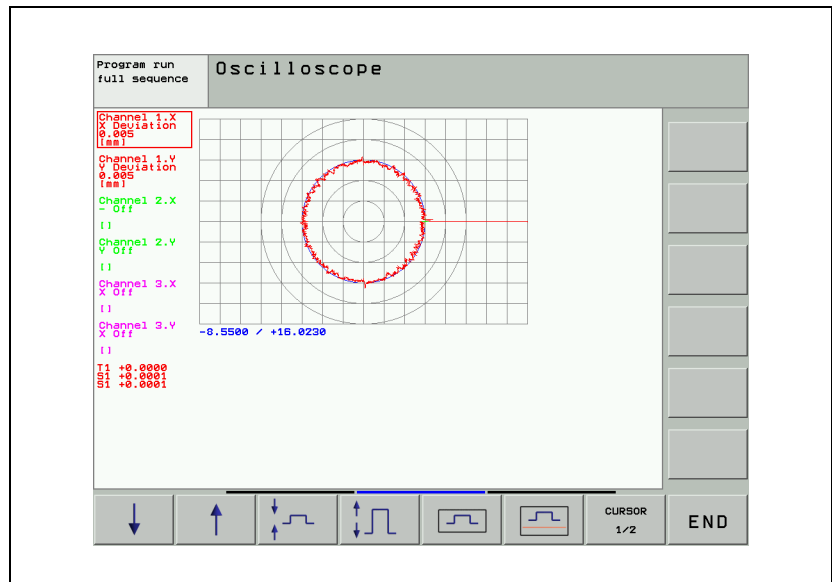 Program run
full sequence
Oscilloscope
Channel 1.X
X Deviation
0.005
[mm]
Channel 1.Y
Y Deviation
0.005
[mm]
Channel 2.X
- Off
[]
Channel 2.Y
Y Off
[]
Channel 3.X
X Off
[]
Channel 3.Y
X Off
[]
-8.5500 / +16.0230
T1 +0.0000
S1 +0.0001
S1 +0.0001
CURSOR
1/2
END